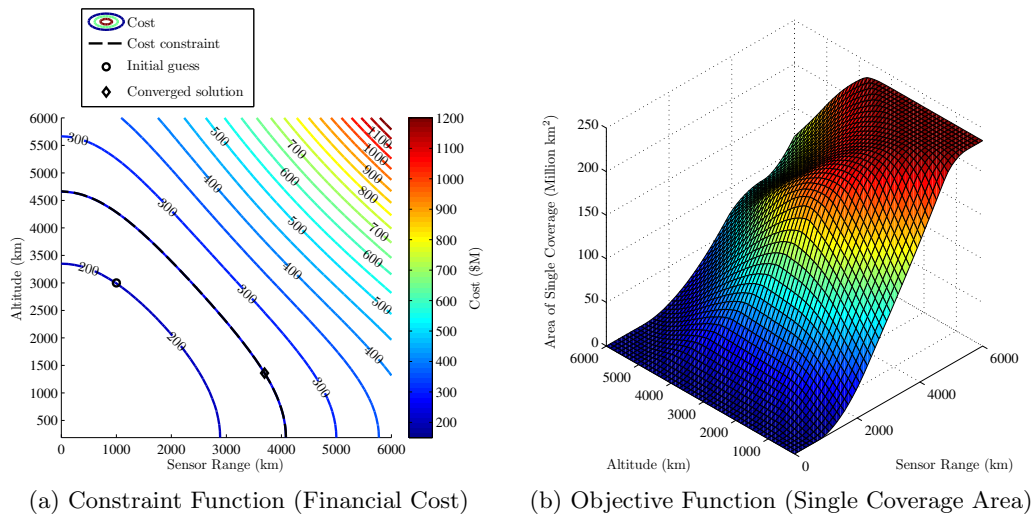 Cost
Cost constraint
Initial guess
Converged solution
6000
5500
5000
4500
4000
3500
3000
2500
2000
1500
1000
500
Altitude (km)
0 1000 2000 3000 4000 5000 6000
Sensor Range (km)
300 500 700 1100
1000
900
400 600 800
300 500 700
200 400 600
300 500
200 400
300
1200
1100
1000
900
800
700
600
500
400
300
200
Cost ($M)
(a) Constraint Function (Financial Cost)
250
200
150
100
50
0
Area of Single Coverage (Million km²)
6000
5000
4000
3000
2000
1000
Altitude (km)
0
2000
4000
6000
Sensor Range (km)
(b) Objective Function (Single Coverage Area)